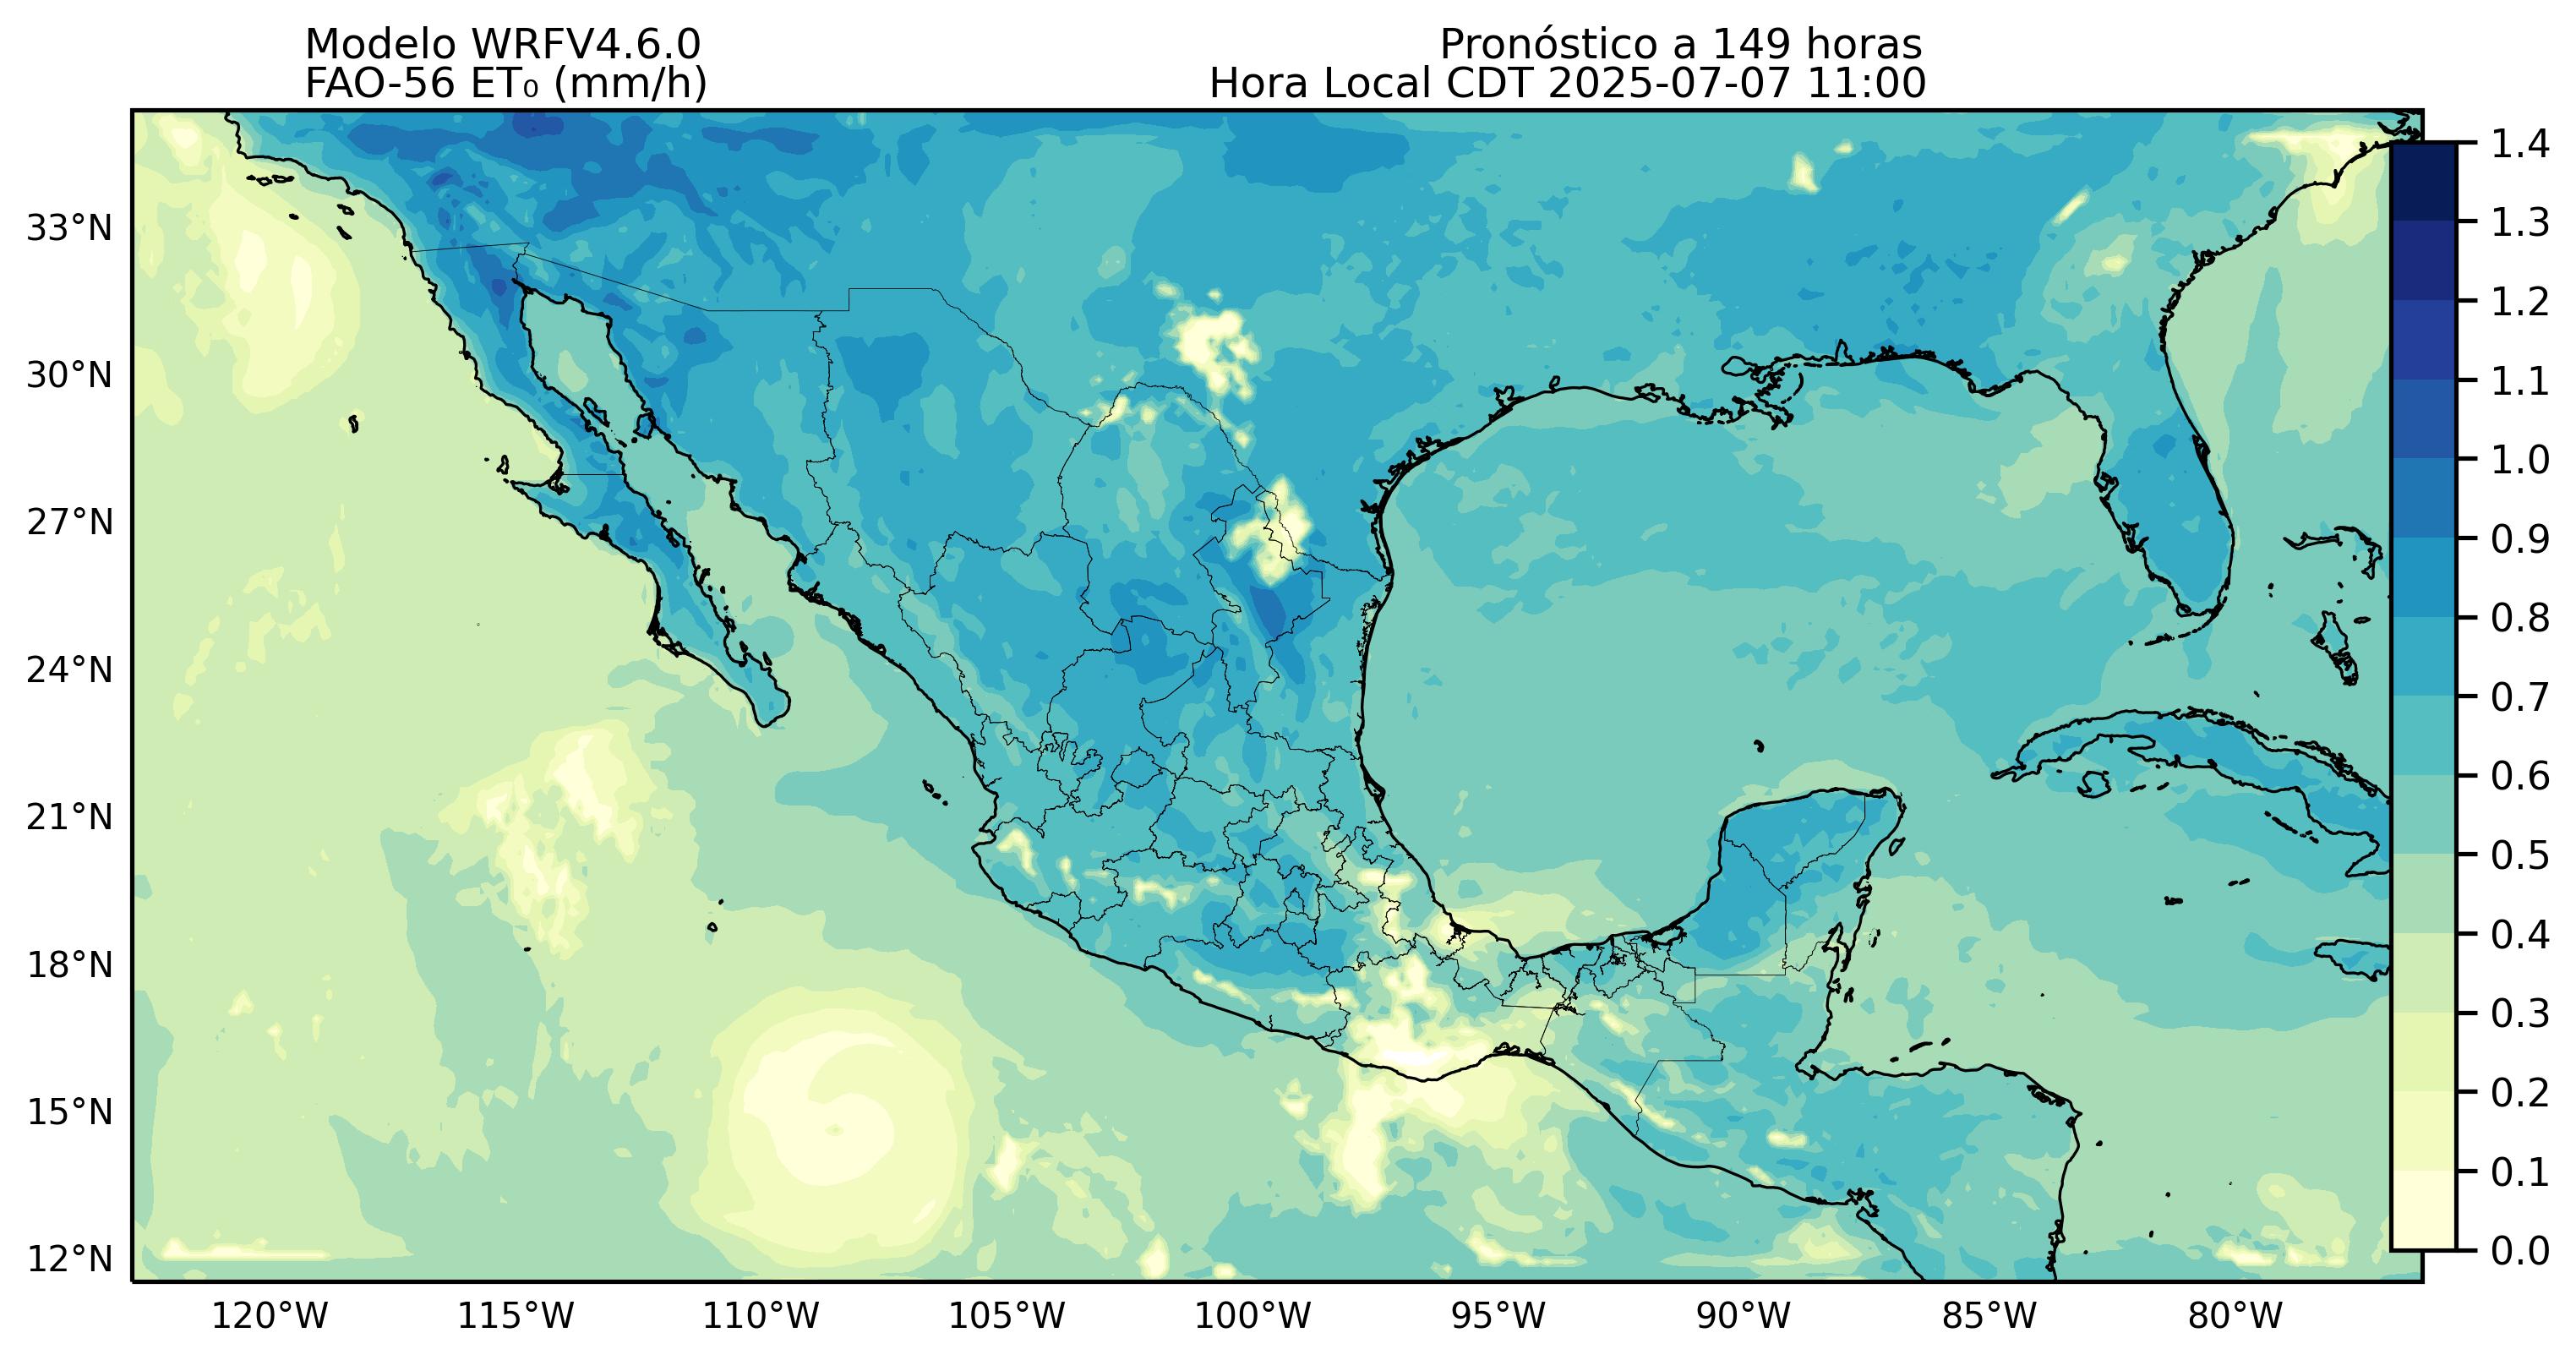 Modelo WRFV4.6.0
FAO-56 ET₀ (mm/h)
Pronóstico a 149 horas
Hora Local CDT 2025-07-07 11:00
33°N
30°N
27°N
24°N
21°N
18°N
15°N
12°N
120°W
115°W
110°W
105°W
100°W
95°W
90°W
85°W
80°W
1.4
1.3
1.2
1.1
1.0
0.9
0.8
0.7
0.6
0.5
0.4
0.3
0.2
0.1
0.0